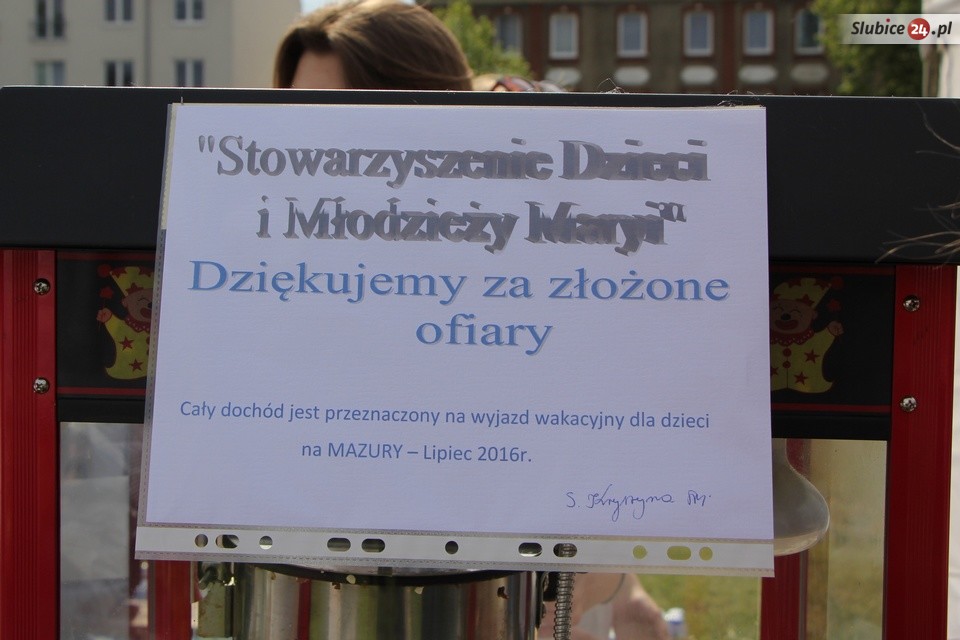 Slubice24.pl
"Stowarzyszenie Dzieci
i Młodzieży Maryi"
Dziękujemy za złożone
ofiary
Cały dochód jest przeznaczony na wyjazd wakacyjny dla dzieci
na MAZURY – Lipiec 2016r.
S. Krystyna